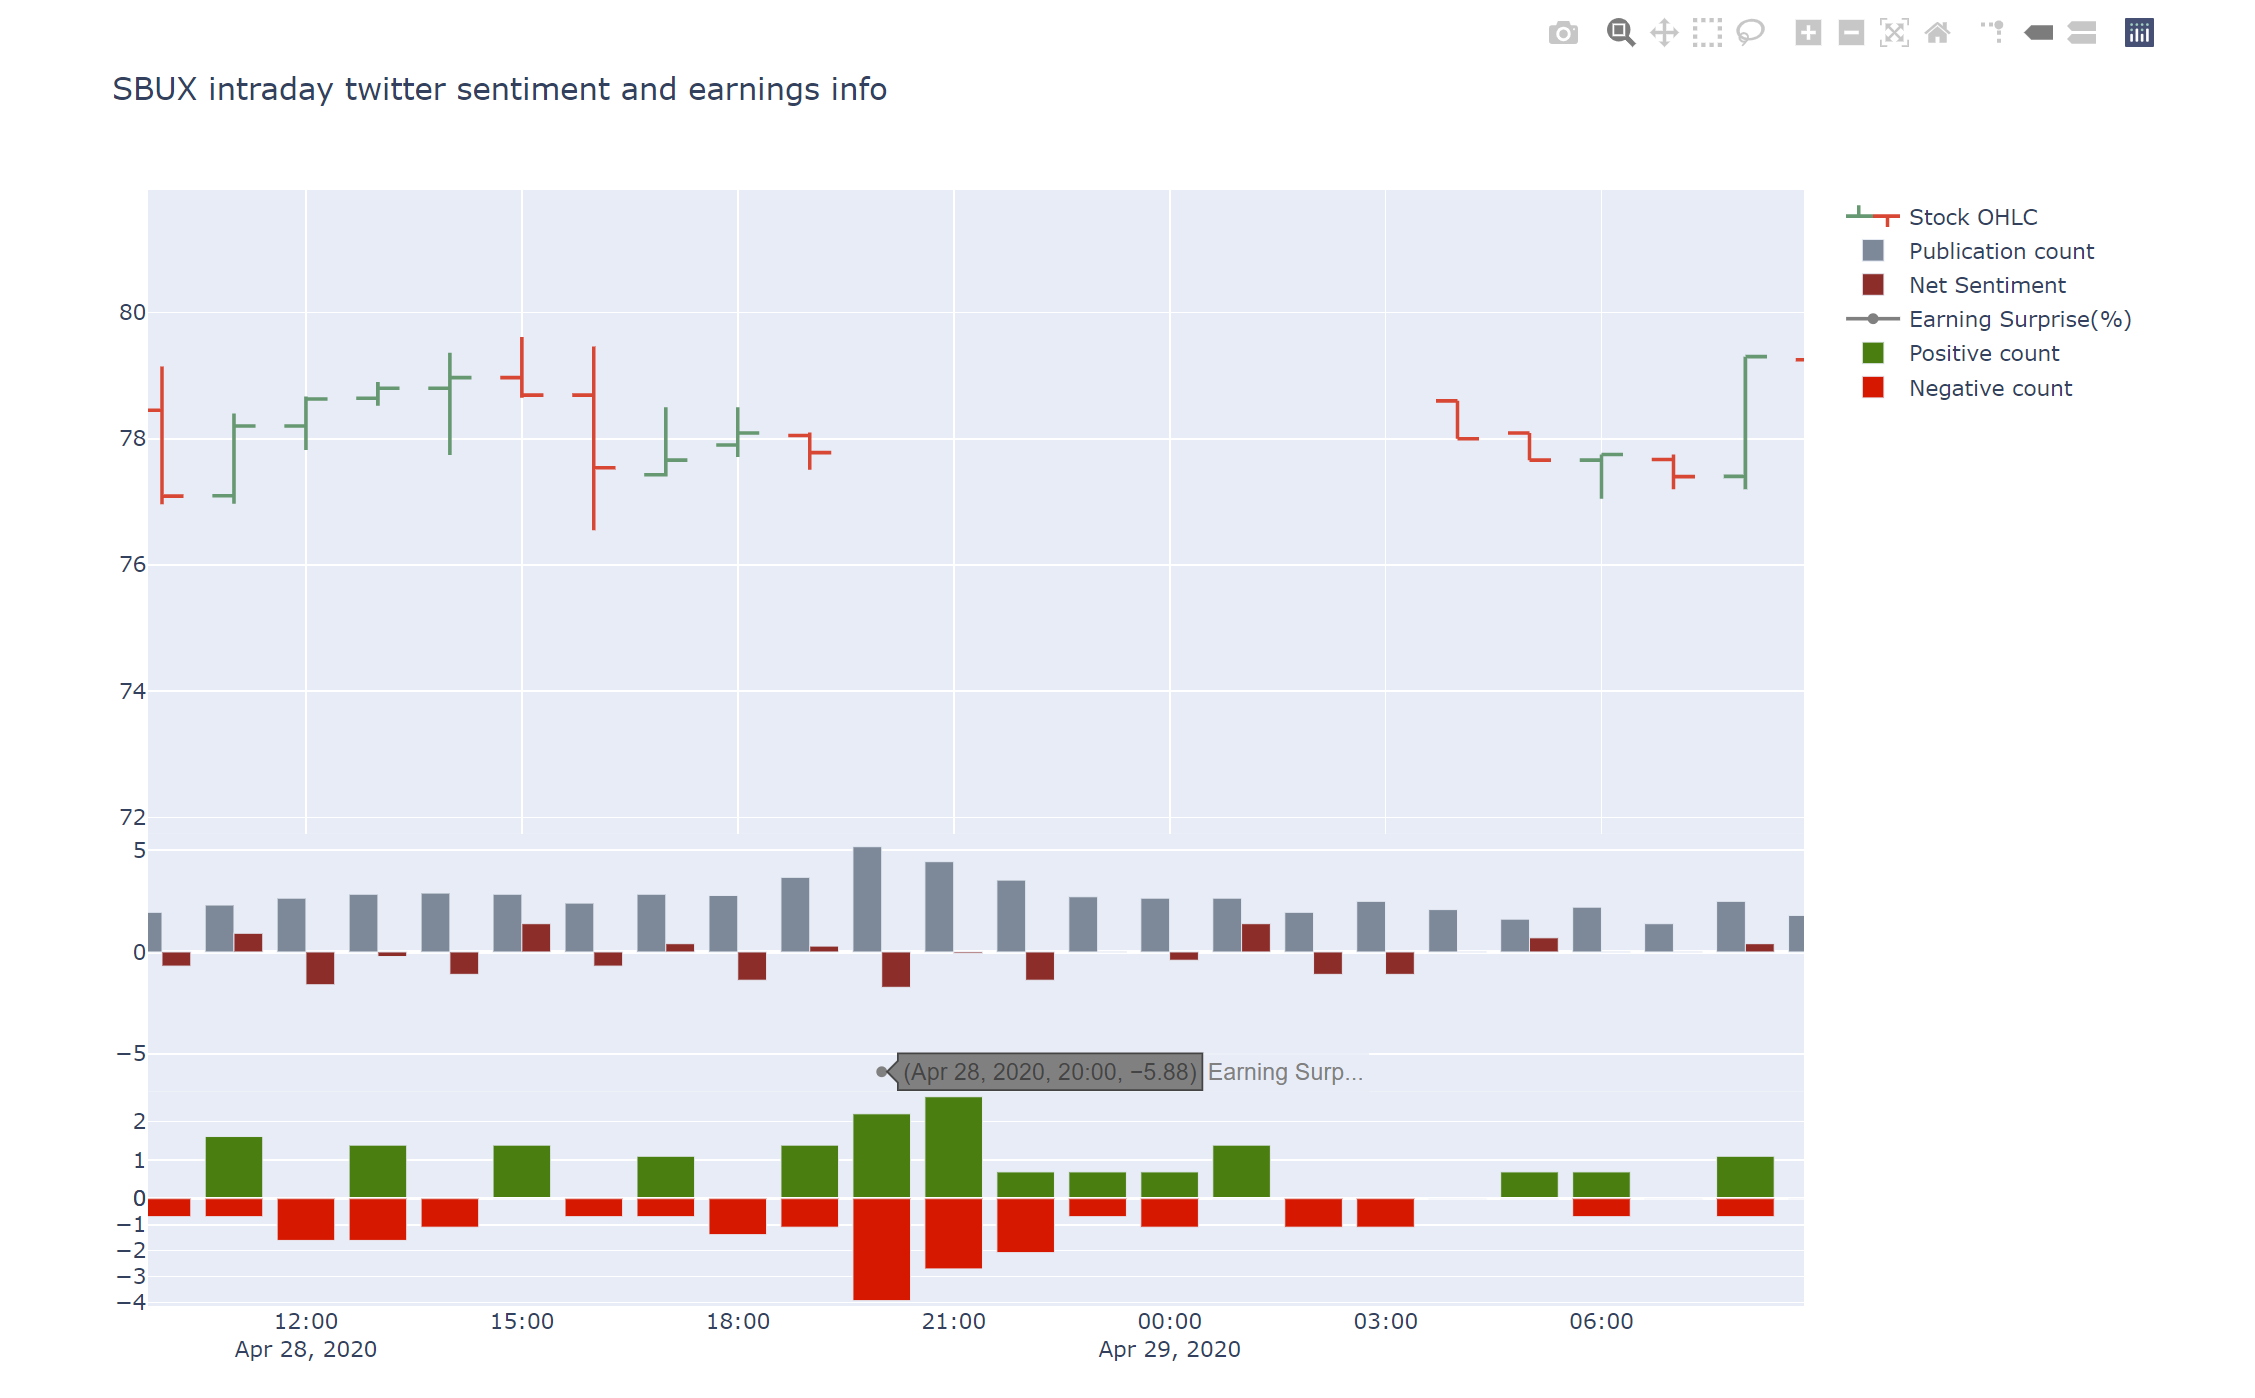 SBUX intraday twitter sentiment and earnings info
Stock OHLC
Publication count
Net Sentiment
Earning Surprise(%)
Positive count
Negative count
80
78
76
74
72
5
0
−5
(Apr 28, 2020, 20:00, −5.88) Earning Surp...
2
1
0
−1
−2
−3
−4
12:00 15:00 18:00 21:00 00:00 03:00 06:00
Apr 28, 2020 Apr 29, 2020